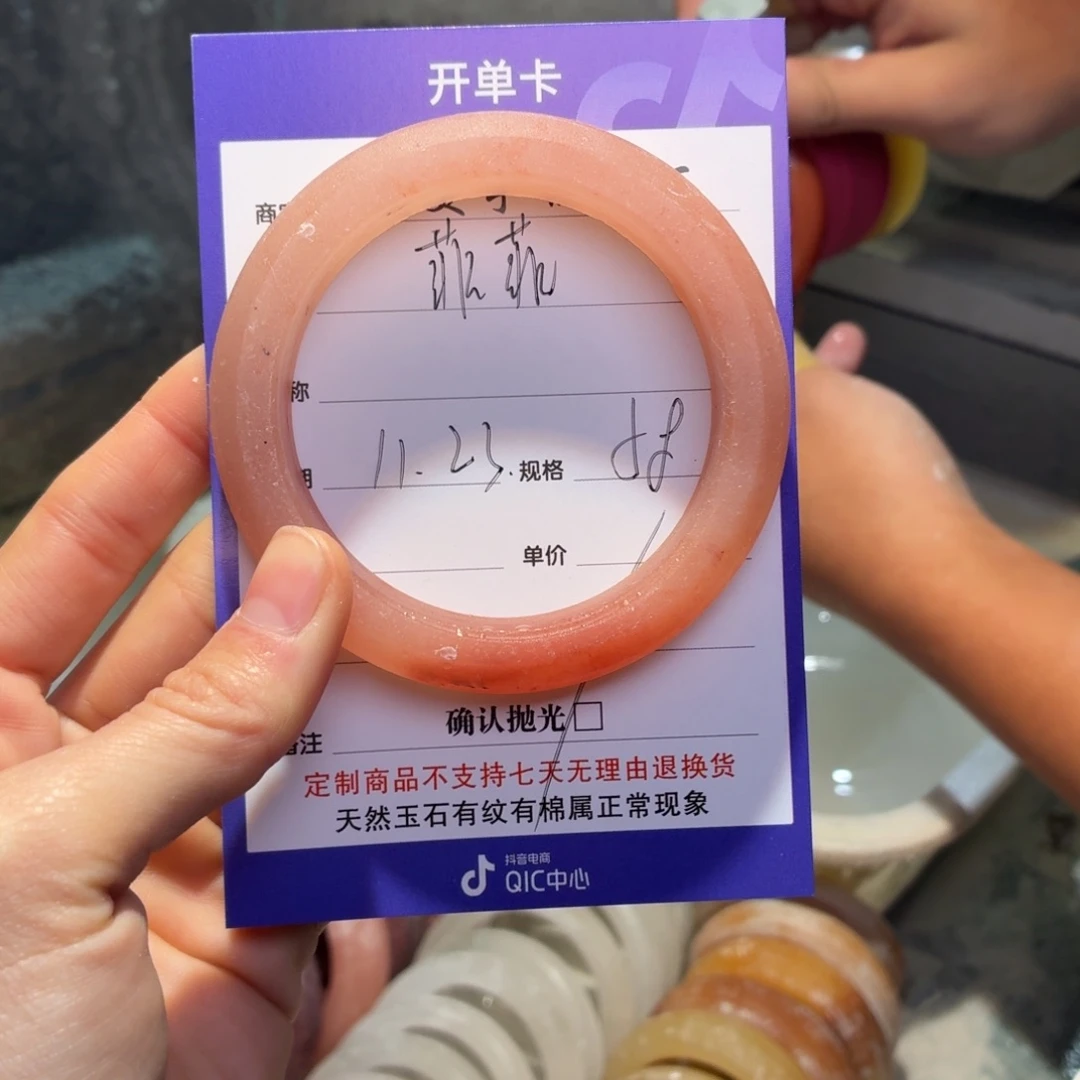 开单卡
商
菲菲
称
11.23. 规格
单价
确认抛光
注
定制商品不支持七天无理由退换货
天然玉石有纹有棉属正常现象
抖音电商
QIC中心